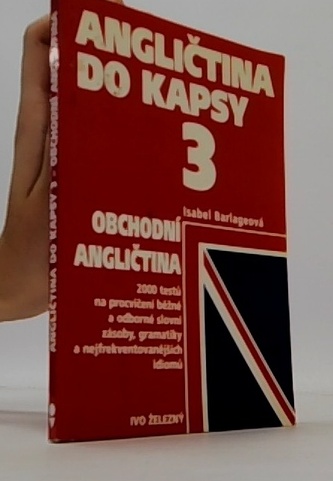 ANGLIČTINA
DO KAPSY
3
Isabel Barlageová
OBCHODNÍ
ANGLIČTINA
2000 testů
na procvičení běžné
a odborné slovní
zásoby, gramatiky
a nejfrekventovanějších
idiomů
IVO ŽELEZNÝ
ANGLIČTINA DO KAPSY 3 - OBCHODNÍ ANGLIČTINA